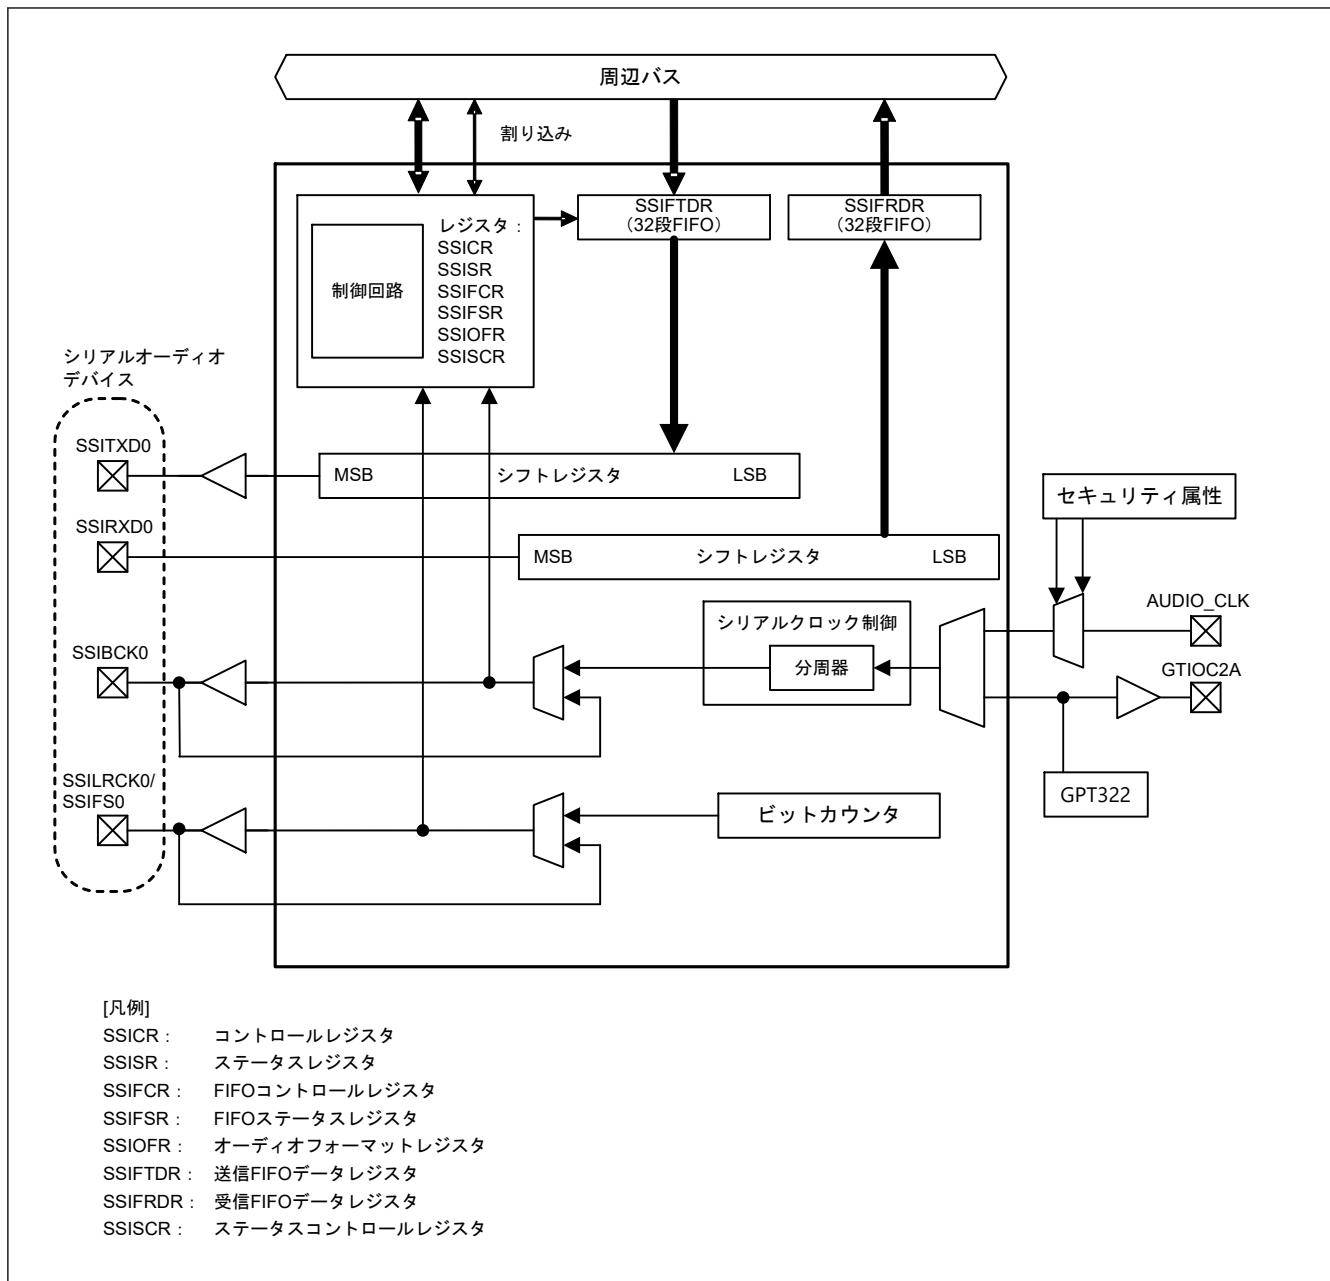 周辺バス
割り込み
SSIFTDR
（32段FIFO）
SSIFRDR
（32段FIFO）
レジスタ：
SSICR
SSISR
SSIFCR
SSIFSR
SSIOFR
SSISCR
制御回路
シリアルオーディオ
デバイス
SSITXD0
MSB シフトレジスタ LSB
SSIRXD0
MSB シフトレジスタ LSB
セキュリティ属性
AUDIO_CLK
シリアルクロック制御
分周器
SSIBCK0
GTIOC2A
SSILRCK0/
SSIFS0
ビットカウンタ
GPT322
[凡例]
SSICR： コントロールレジスタ
SSISR： ステータスレジスタ
SSIFCR： FIFOコントロールレジスタ
SSIFSR： FIFOステータスレジスタ
SSIOFR： オーディオフォーマットレジスタ
SSIFTDR： 送信FIFOデータレジスタ
SSIFRDR： 受信FIFOデータレジスタ
SSISCR： ステータスコントロールレジスタ